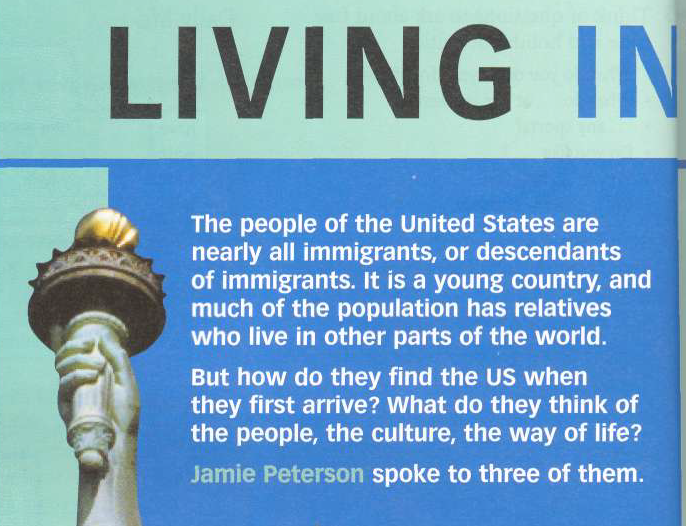 LIVING IN
The people of the United States are
nearly all immigrants, or descendants
of immigrants. It is a young country, and
much of the population has relatives
who live in other parts of the world.
But how do they find the US when
they first arrive? What do they think of
the people, the culture, the way of life?
Jamie Peterson spoke to three of them.